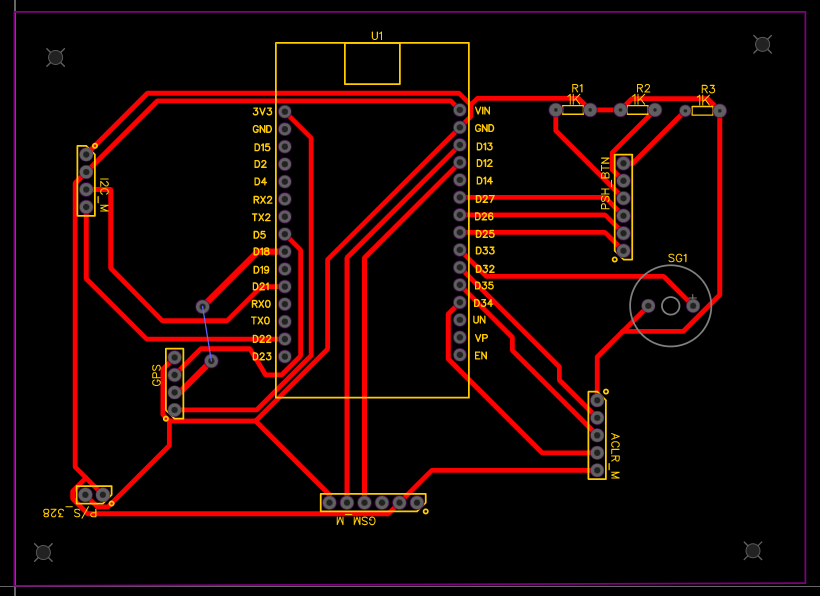 U1
R1
R2
R3
1K
1K
1K
3V3
GND
D15
D2
D4
RX2
TX2
D5
D18
D19
D21
RX0
TX0
D22
D23
VIN
GND
D13
D12
D14
D27
D26
D25
D33
D32
D35
D34
UN
VP
EN
I2C_M
PSH_BTN
SG1
+
GPS
ACLR_M
P/S_328
GSM_M